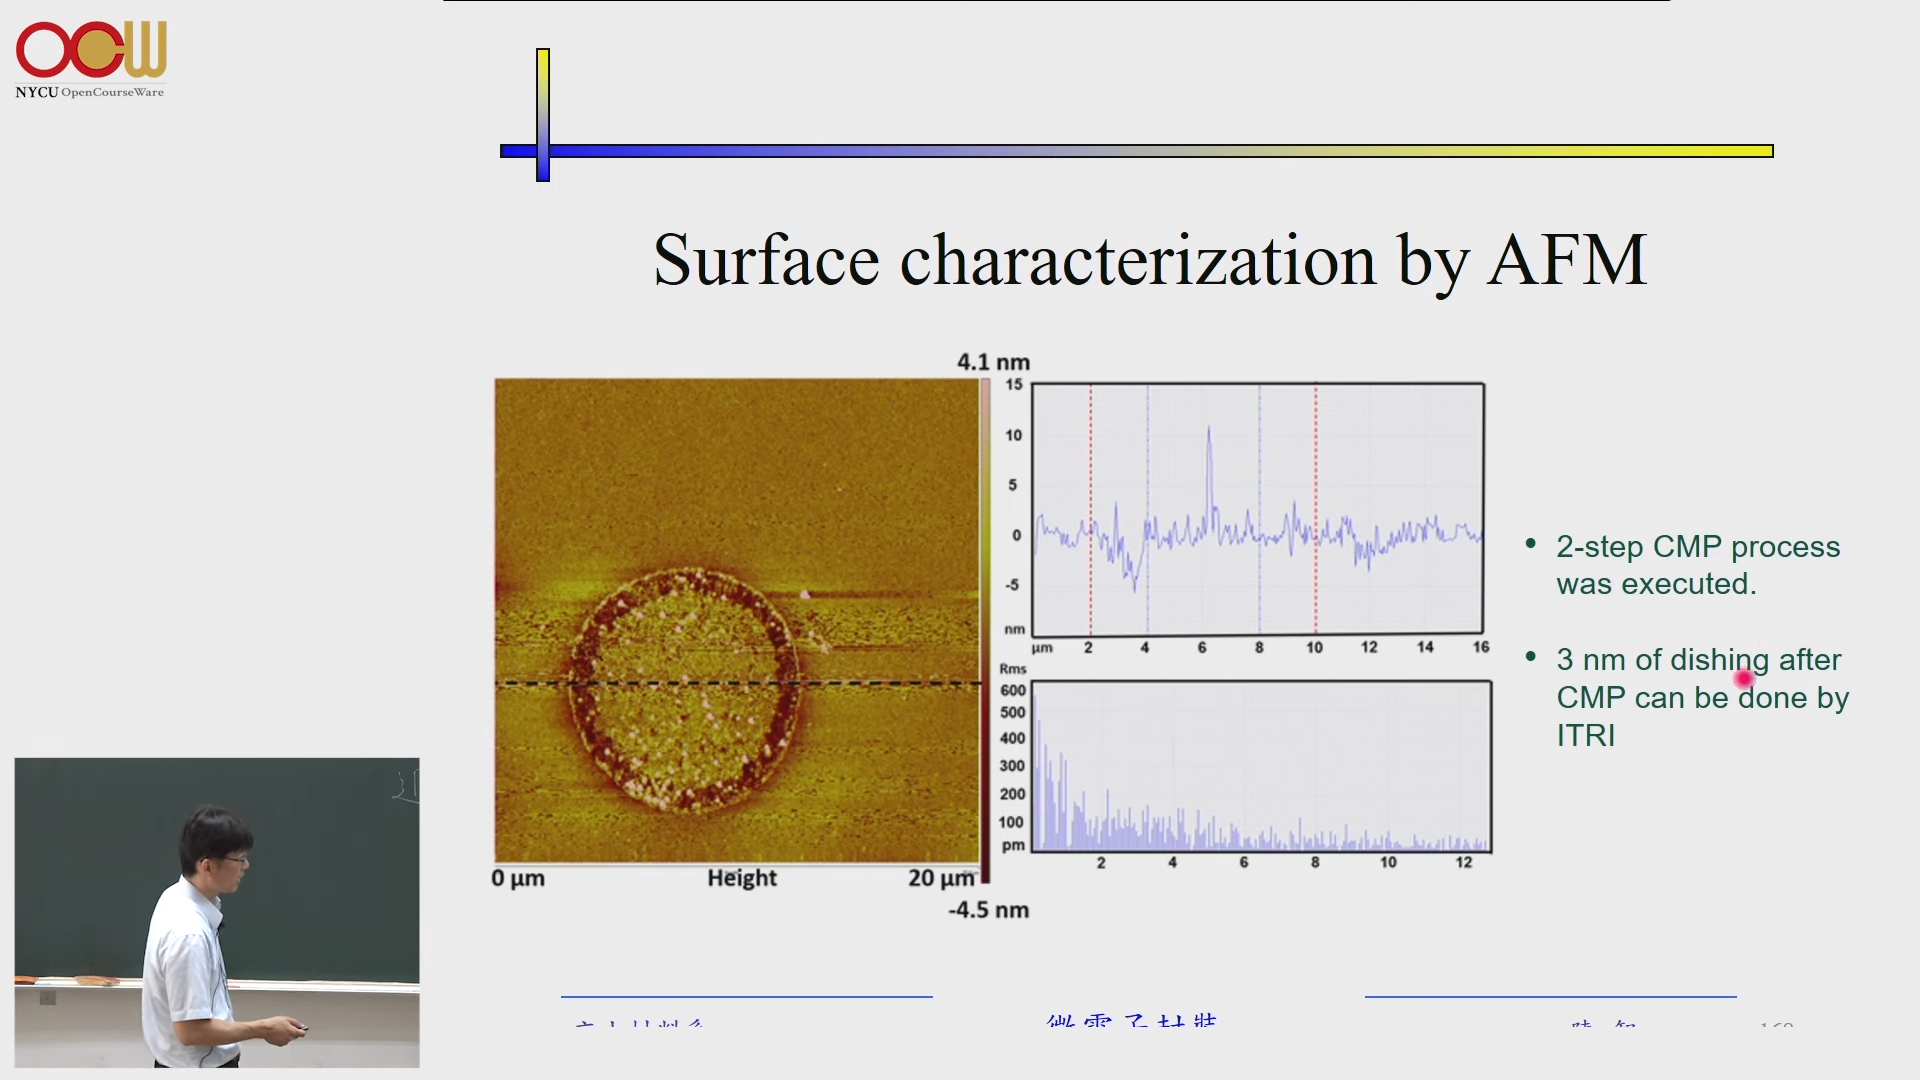 NYCU OpenCourseWare
Surface characterization by AFM
4.1 nm
15
10
5
0
-5
nm
μm 2 4 6 8 10 12 14 16
Rms
600
500
400
300
200
100
pm
2 4 6 8 10 12
0 μm Height 20 μm
-4.5 nm
• 2-step CMP process
was executed.
• 3 nm of dishing after
CMP can be done by
ITRI
微電子封裝